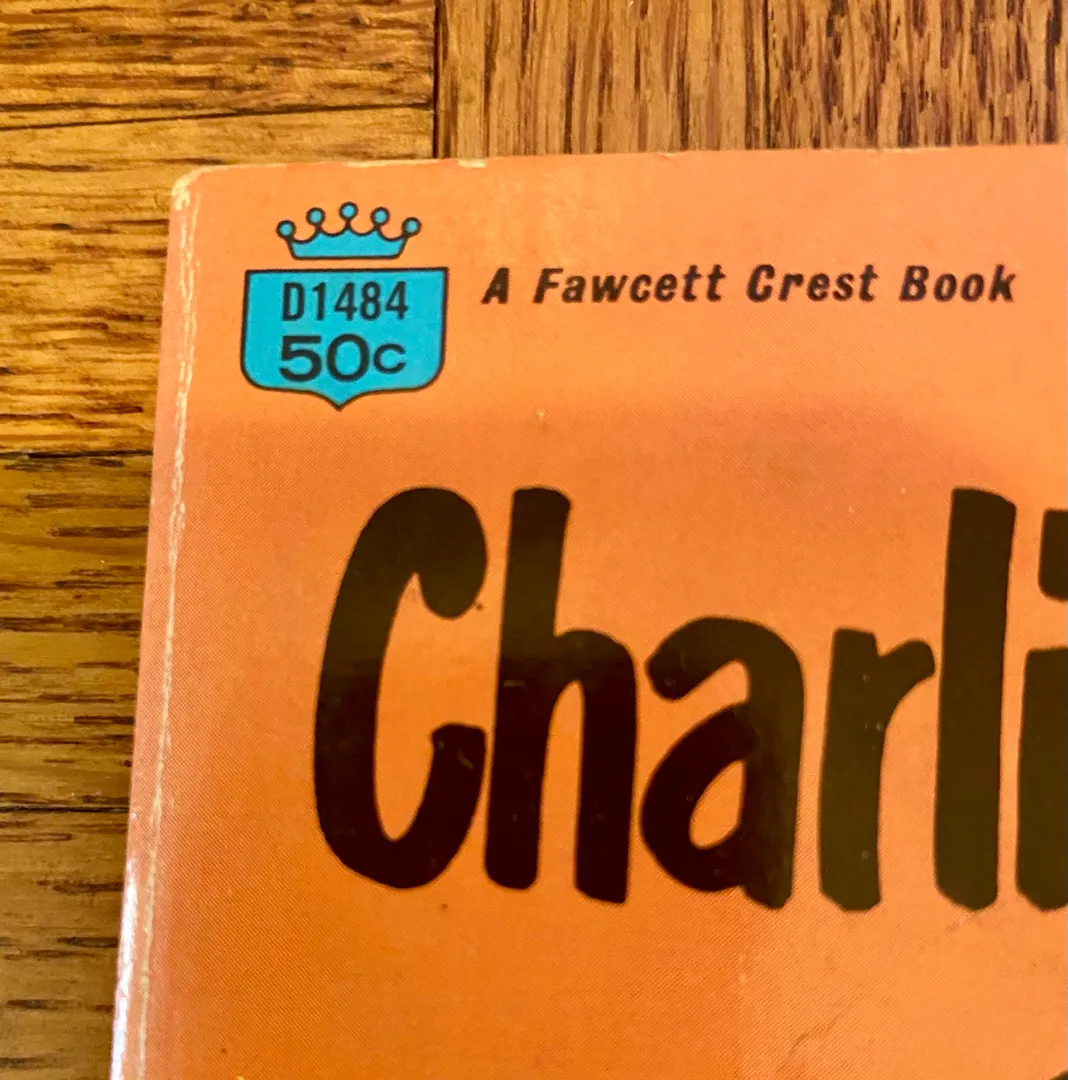 D1484
50c
A Fawcett Crest Book
Charli